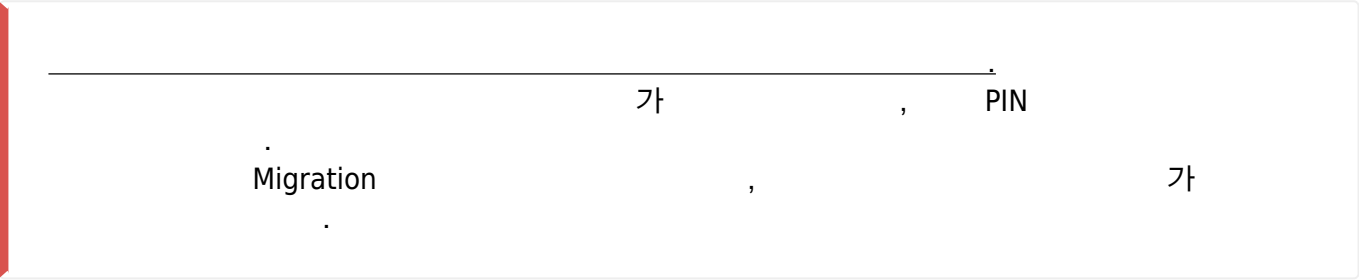 .
가 , PIN
.
Migration , 가
.